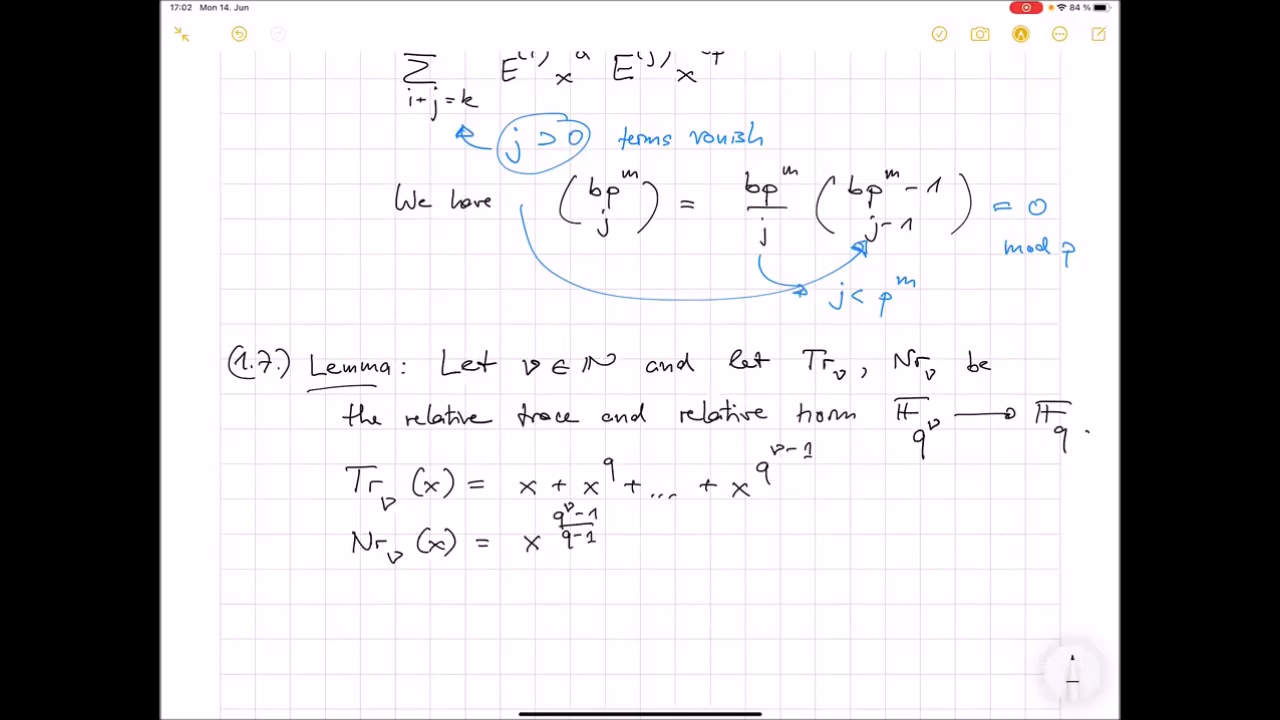 17:02 Mon 14. Jun 84 %
∑ E^(i) x^a E^(j) x^cp
i+j=k
j > 0 terms vanish
We have (bp^m choose j) = bp^m/j (bp^m - 1 choose j-1) = 0
mod p
j < p^m
(1.7.) Lemma: Let ν ∈ ℕ and let Tr_ν, Nr_ν be
the relative trace and relative norm 𝔽_q^ν → 𝔽_q.
Tr_ν (x) = x + x^q + ... + x^q^ν-1
Nr_ν (x) = x^(q^ν-1)/(q-1)